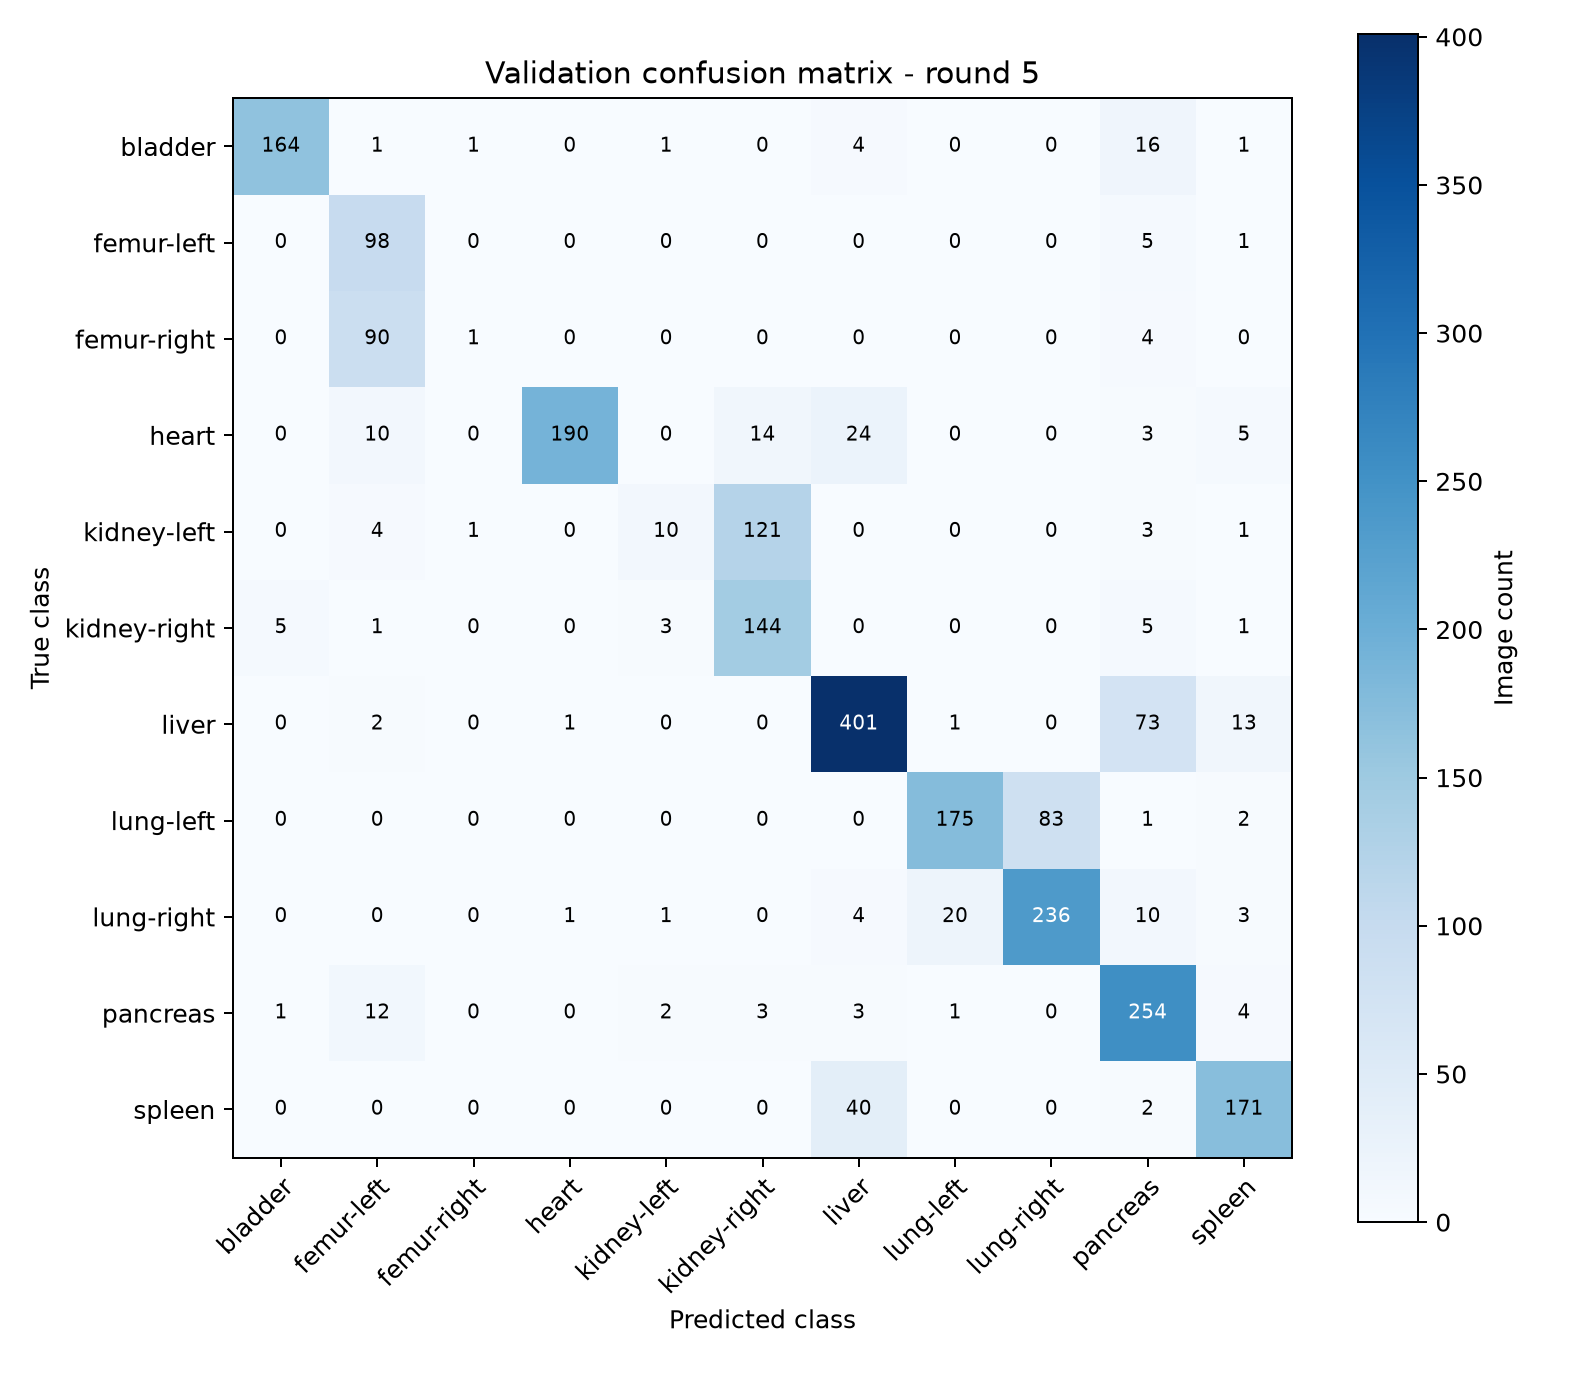 Validation confusion matrix - round 5
bladder 164 1 1 0 1 0 4 0 0 16 1
femur-left 0 98 0 0 0 0 0 0 0 5 1
femur-right 0 90 1 0 0 0 0 0 0 4 0
heart 0 10 0 190 0 14 24 0 0 3 5
kidney-left 0 4 1 0 10 121 0 0 0 3 1
kidney-right 5 1 0 0 3 144 0 0 0 5 1
liver 0 2 0 1 0 0 401 1 0 73 13
lung-left 0 0 0 0 0 0 0 175 83 1 2
lung-right 0 0 0 1 1 0 4 20 236 10 3
pancreas 1 12 0 0 2 3 3 1 0 254 4
spleen 0 0 0 0 0 0 40 0 0 2 171
bladder femur-left femur-right heart kidney-left kidney-right liver lung-left lung-right pancreas spleen
Predicted class
True class
400
350
300
250
200
150
100
50
0
Image count